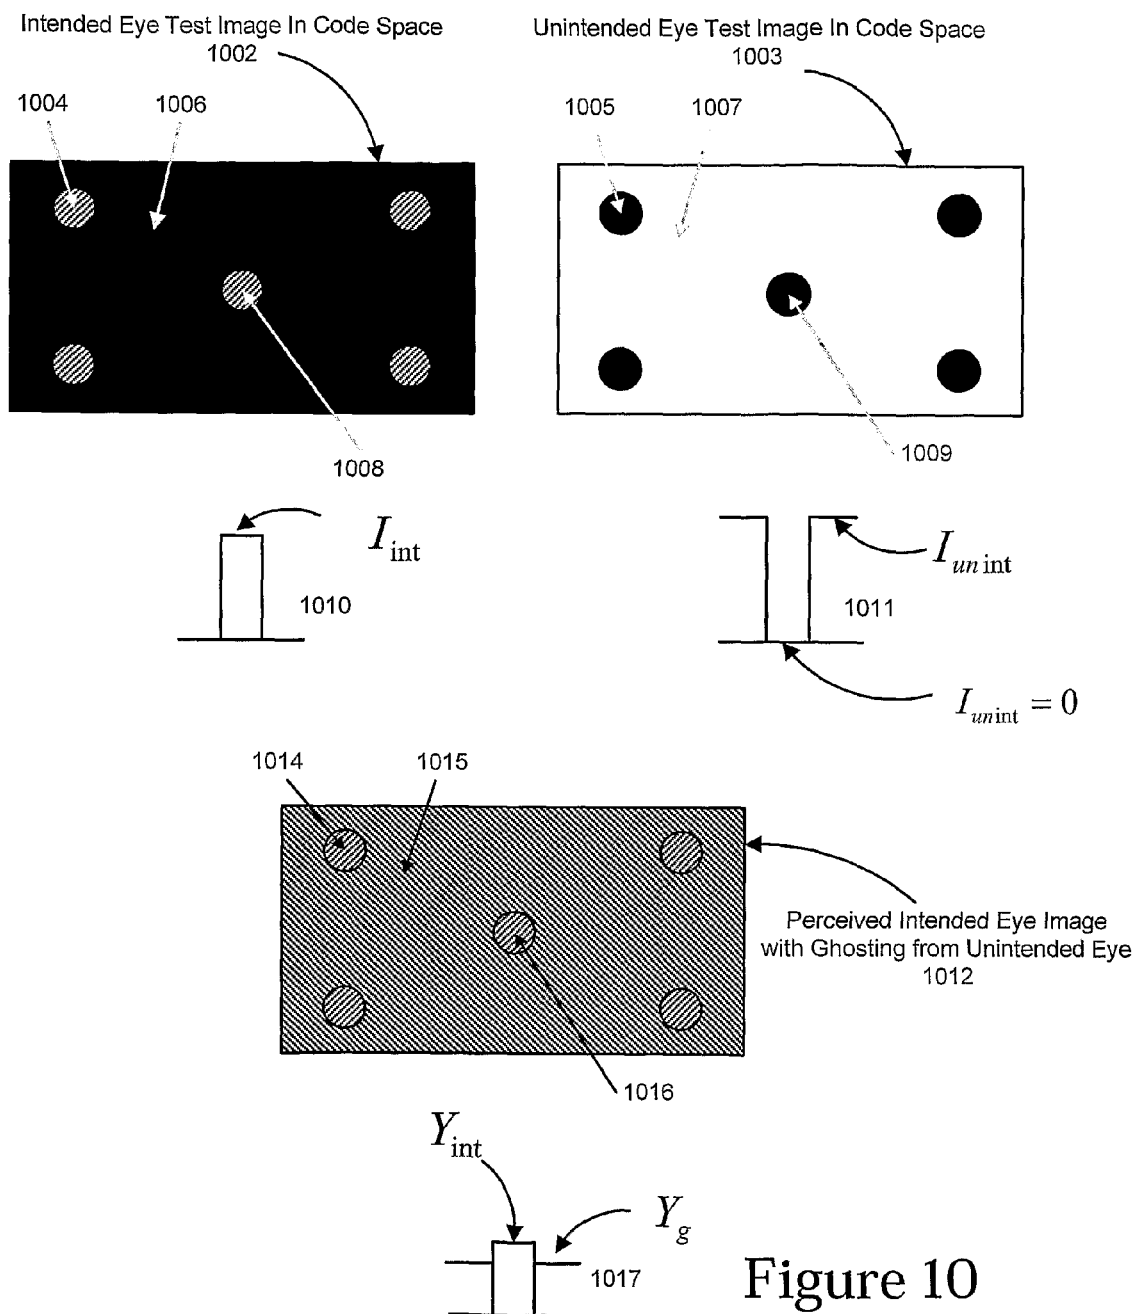 Intended Eye Test Image In Code Space
1002
Unintended Eye Test Image In Code Space
1003
1004
1006
1005
1007
1008
1009
I_int
1010
I_unint
1011
I_unint = 0
1014
1015
Perceived Intended Eye Image
with Ghosting from Unintended Eye
1012
1016
Y_int
Y_g
1017
Figure 10